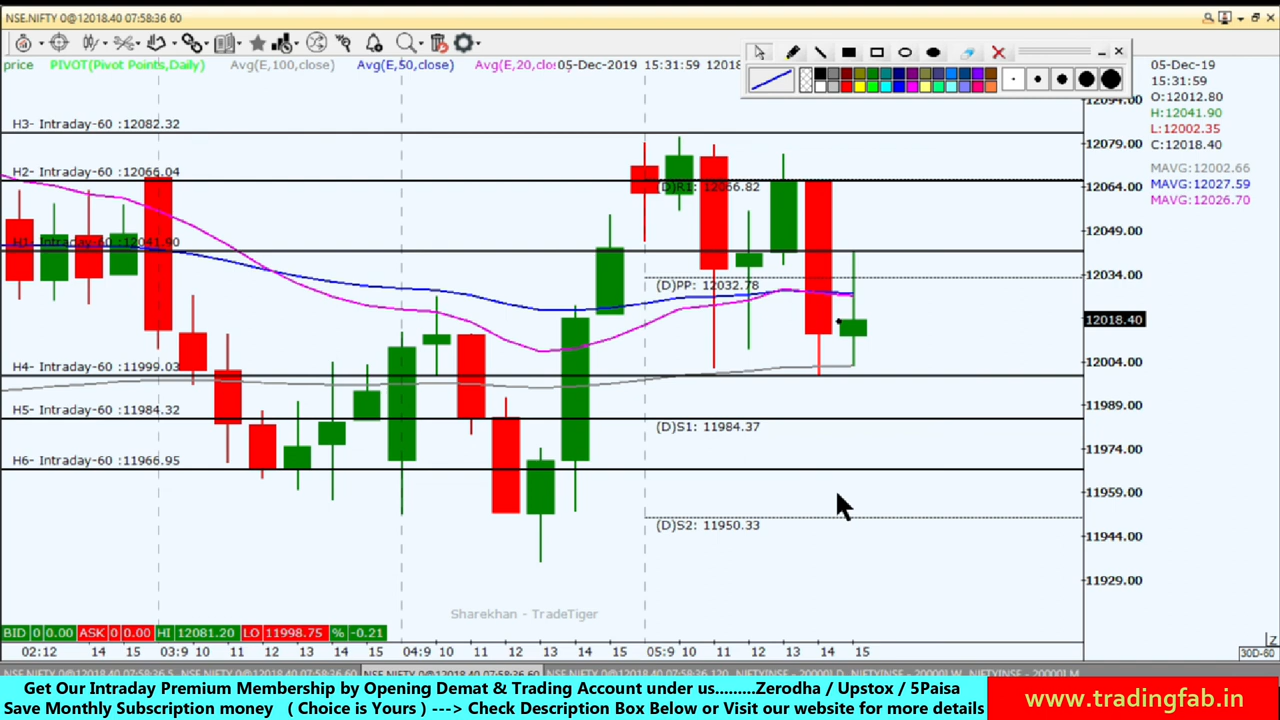 NSE.NIFTY 0@12018.40 07:58:36 60
price PIVOT(Pivot Points,Daily) Avg(E,100,close) Avg(E,50,close) Avg(E,20,clo: 05-Dec-2019 15:31:59 12018
05-Dec-19
15:31:59
O:12012.80
H:12041.90
L:12002.35
C:12018.40
MAVG:12002.66
MAVG:12027.59
MAVG:12026.70
12094.00
12079.00
12064.00
12049.00
12034.00
12018.40
12004.00
11989.00
11974.00
11959.00
11944.00
11929.00
H3- Intraday-60 :12082.32
H2- Intraday-60 :12066.04
(D)R1: 12066.82
H1- Intraday-60 :12041.90
(D)PP: 12032.78
H4- Intraday-60 :11999.03
H5- Intraday-60 :11984.32
(D)S1: 11984.37
H6- Intraday-60 :11966.95
(D)S2: 11950.33
Sharekhan - TradeTiger
BID 0 0.00 ASK 0 0.00 HI 12081.20 LO 11998.75 % -0.21
02:12 14 15 03:9 10 11 12 13 14 15 04:9 10 11 12 13 14 15 05:9 10 11 12 13 14 15
30D-60
Get Our Intraday Premium Membership by Opening Demat & Trading Account under us.........Zerodha / Upstox / 5Paisa
Save Monthly Subscription money ( Choice is Yours ) ---> Check Description Box Below or Visit our website for more details
www.tradingfab.in